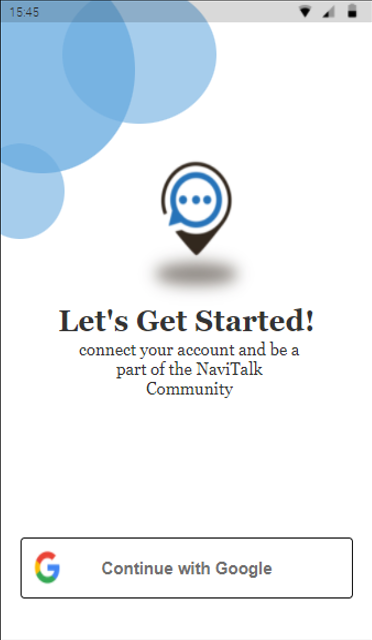 15:45
Let's Get Started!
connect your account and be a
part of the NaviTalk
Community
Continue with Google